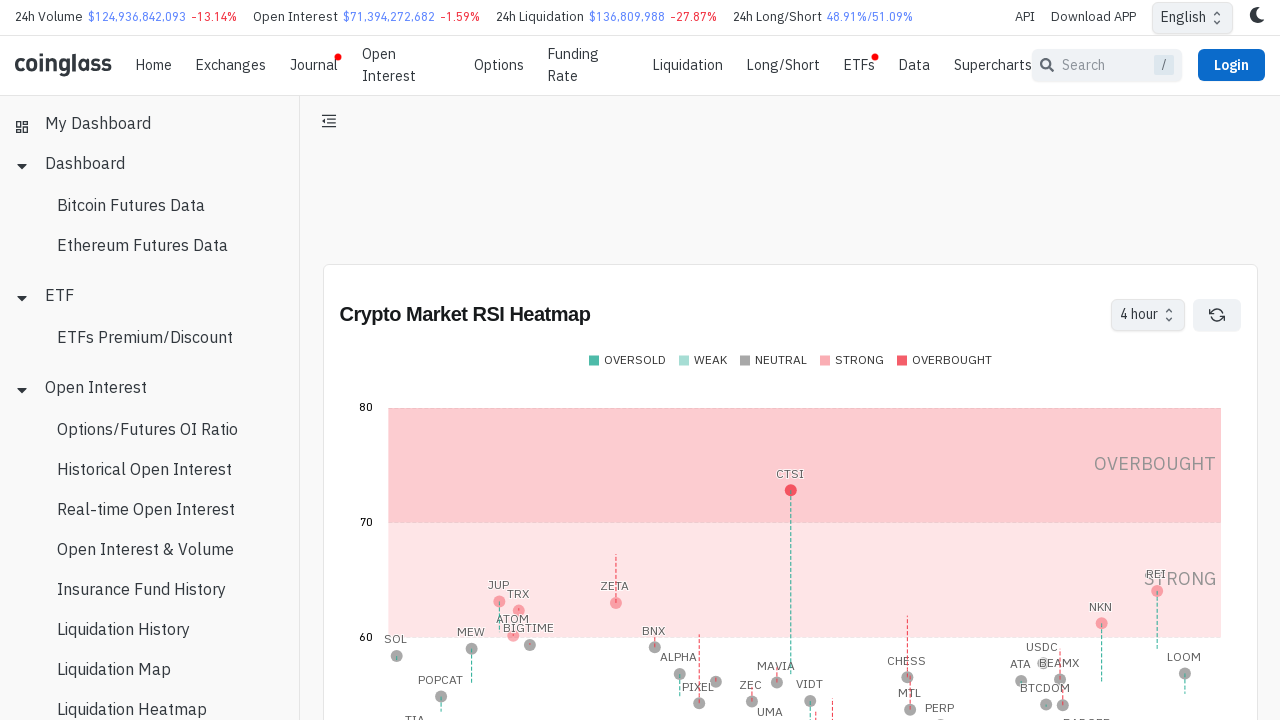 24h Volume $124,936,842,093 -13.14% Open Interest $71,394,272,682 -1.59% 24h Liquidation $136,809,988 -27.87% 24h Long/Short 48.91%/51.09% API Download APP English
coinglass Home Exchanges Journal Open Interest Options Funding Rate Liquidation Long/Short ETFs Data Supercharts Search / Login
My Dashboard
Dashboard
Bitcoin Futures Data
Ethereum Futures Data
ETF
ETFs Premium/Discount
Open Interest
Options/Futures OI Ratio
Historical Open Interest
Real-time Open Interest
Open Interest & Volume
Insurance Fund History
Liquidation History
Liquidation Map
Liquidation Heatmap
Crypto Market RSI Heatmap 4 hour
OVERSOLD WEAK NEUTRAL STRONG OVERBOUGHT
80
OVERBOUGHT
CTSI
70
REI
STRONG
JUP ZETA
TRX
NKN
ATOM
BIGTIME
MEW BNX
60
SOL
USDC
ALPHA LOOM
CHESS
ATA BEAMX
MAVIA
POPCAT
VIDT
ZEC
PIXEL
BTCDOM
MTL
PERP
UMA
TIA
BADGER